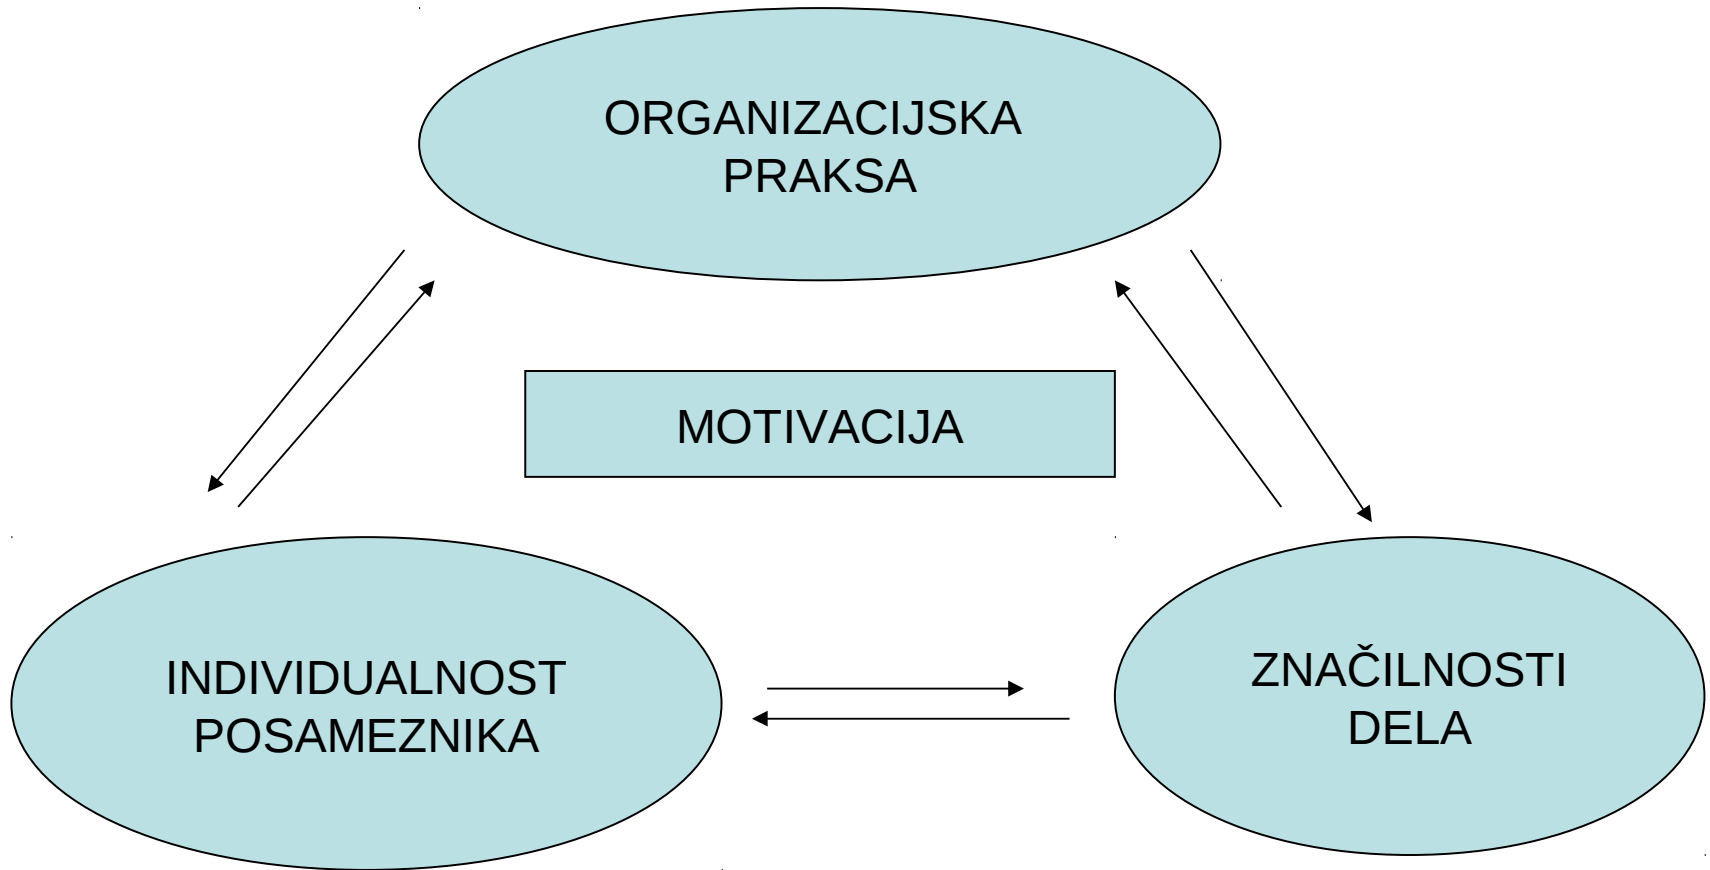 ORGANIZACIJSKA
PRAKSA
MOTIVACIJA
INDIVIDUALNOST
POSAMEZNIKA
ZNAČILNOSTI
DELA